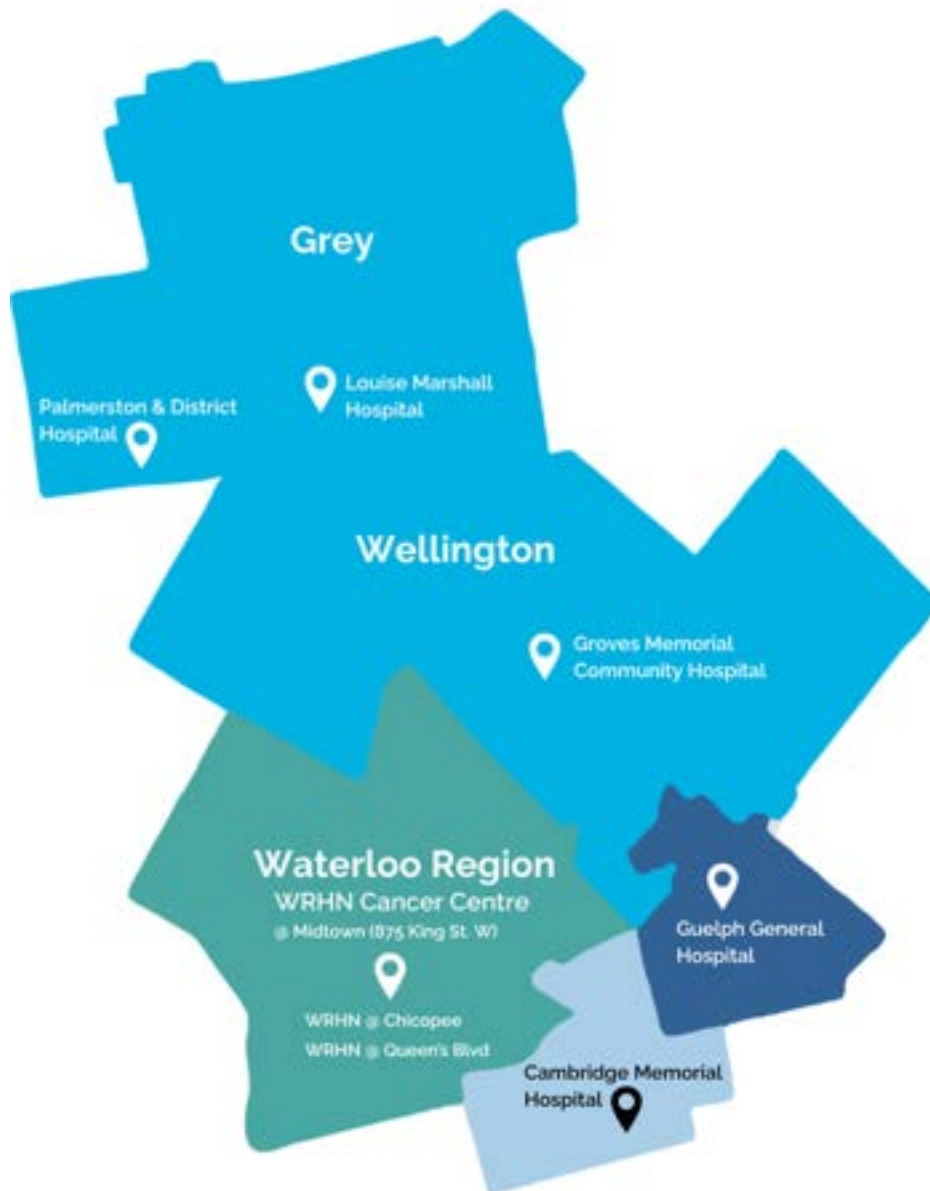 Grey
Louise Marshall
Hospital
Palmerston & District
Hospital
Wellington
Groves Memorial
Community Hospital
Waterloo Region
WRHN Cancer Centre
@ Midtown (875 King St. W)
WRHN @ Chicopee
WRHN @ Queen's Blvd
Guelph General
Hospital
Cambridge Memorial
Hospital